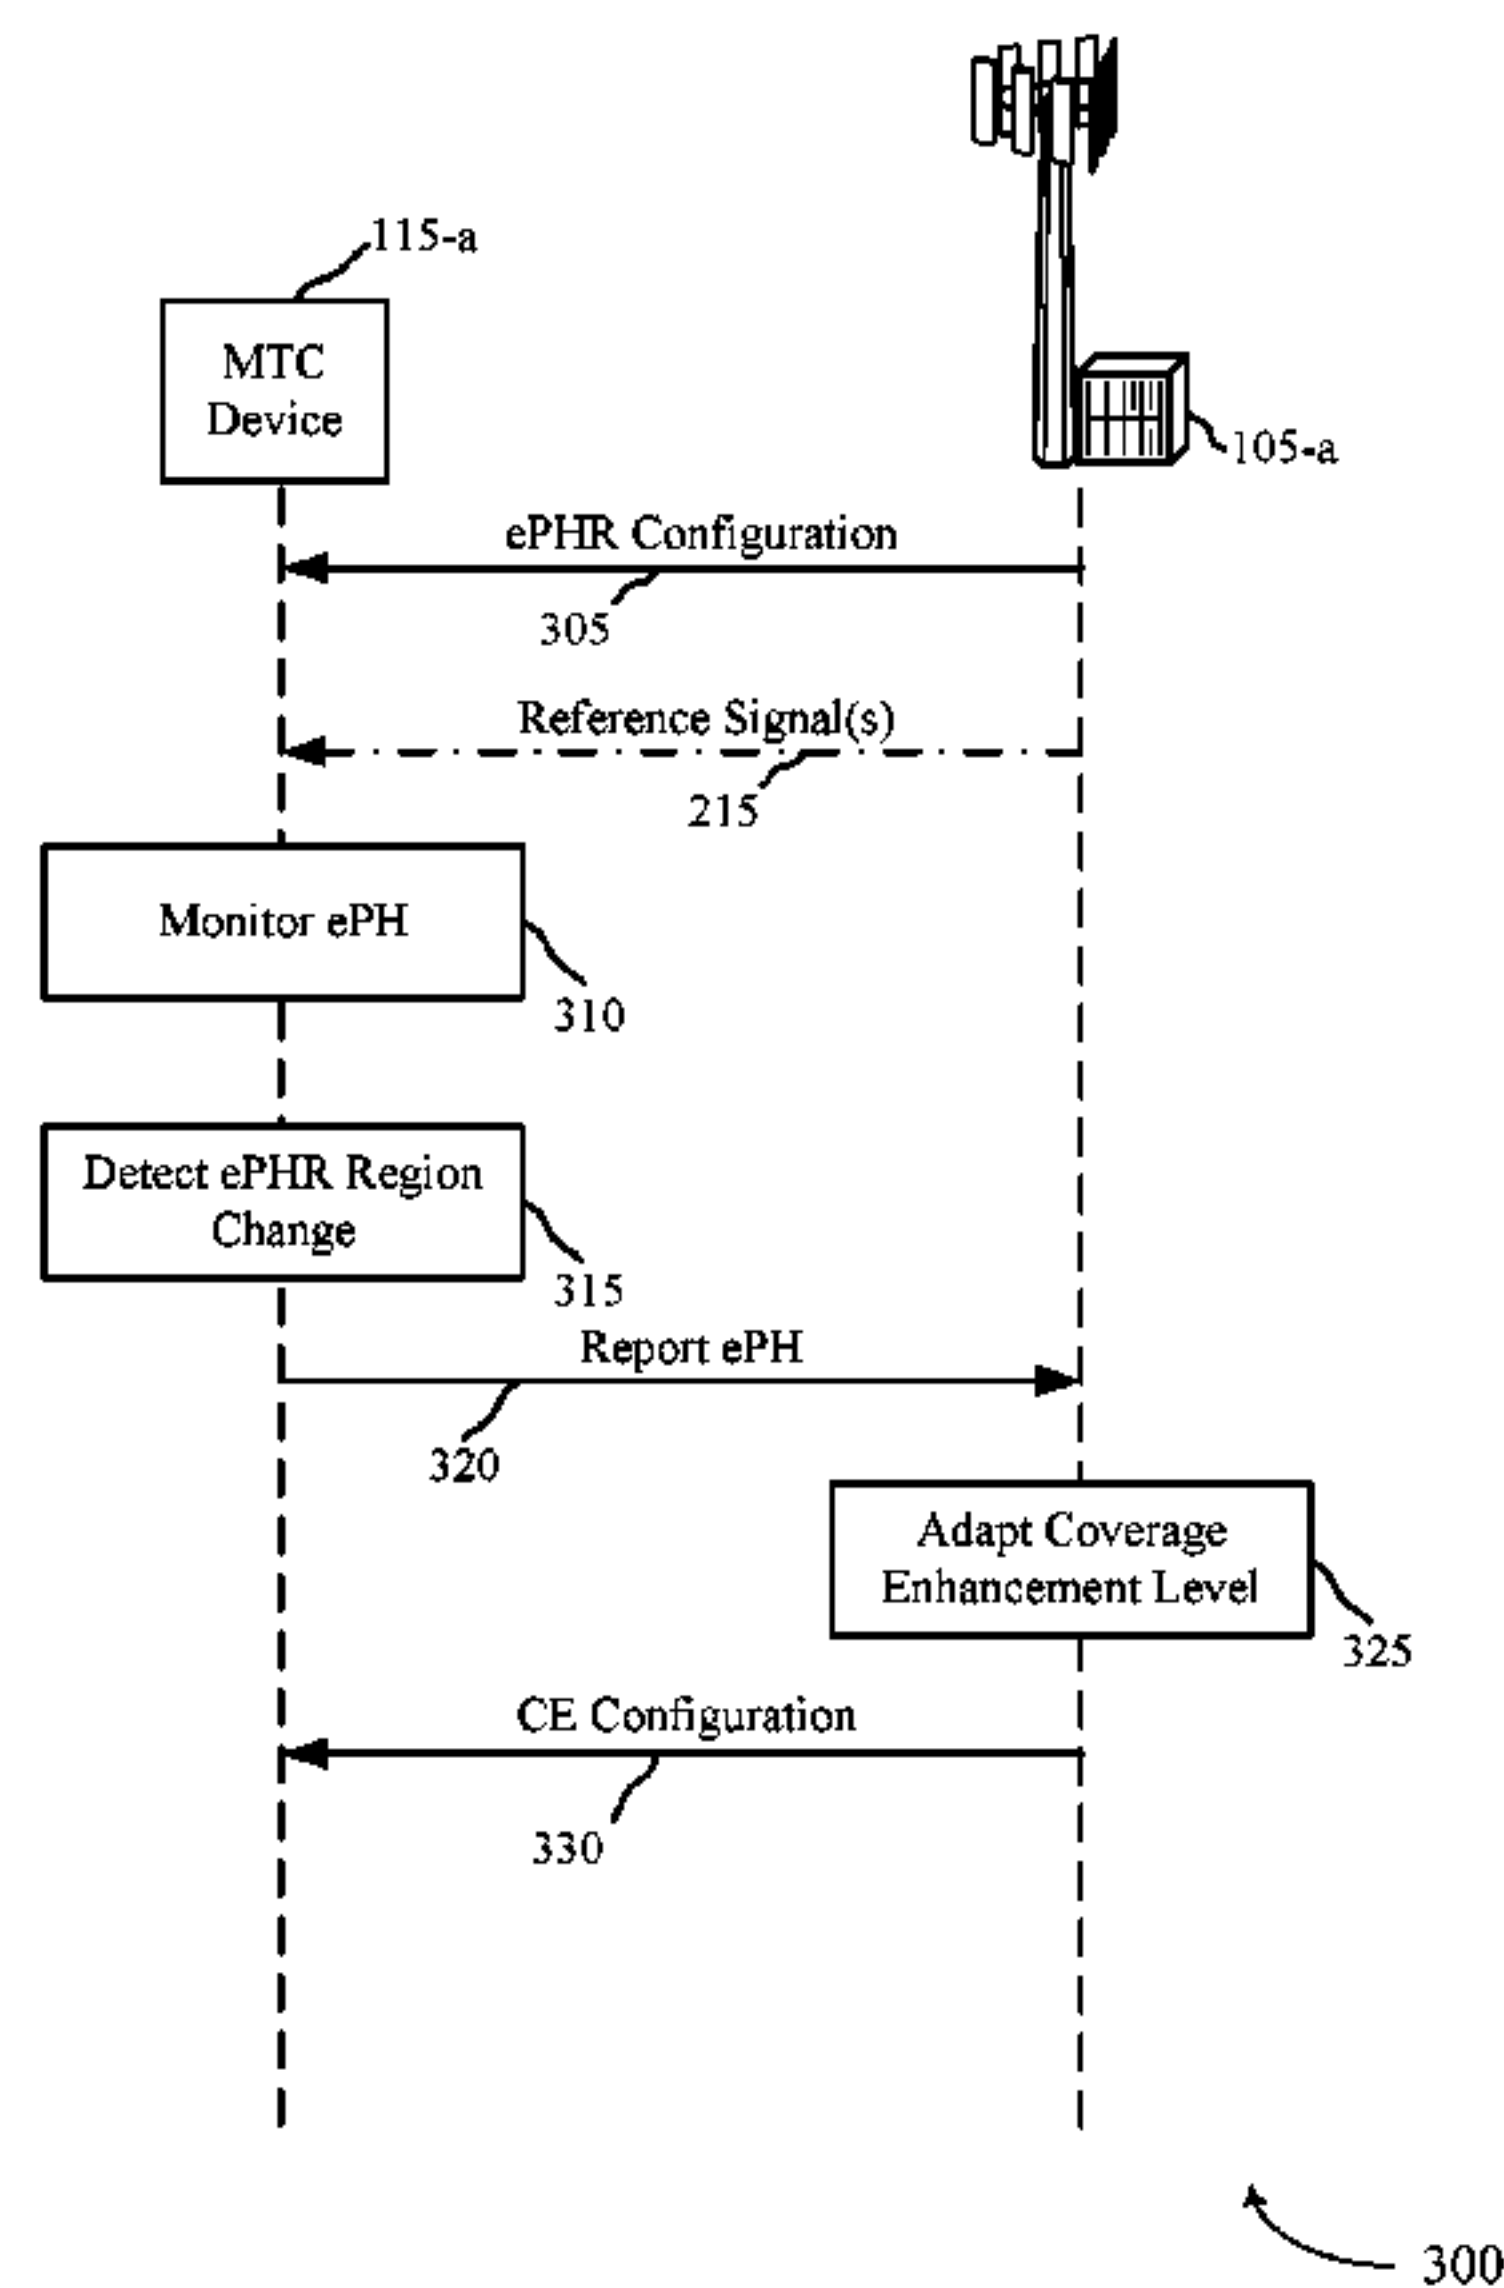 115-a
MTC
Device
105-a
ePHR Configuration
305
Reference Signal(s)
215
Monitor ePH
310
Detect ePHR Region
Change
315
Report ePH
320
Adapt Coverage
Enhancement Level
325
CE Configuration
330
300